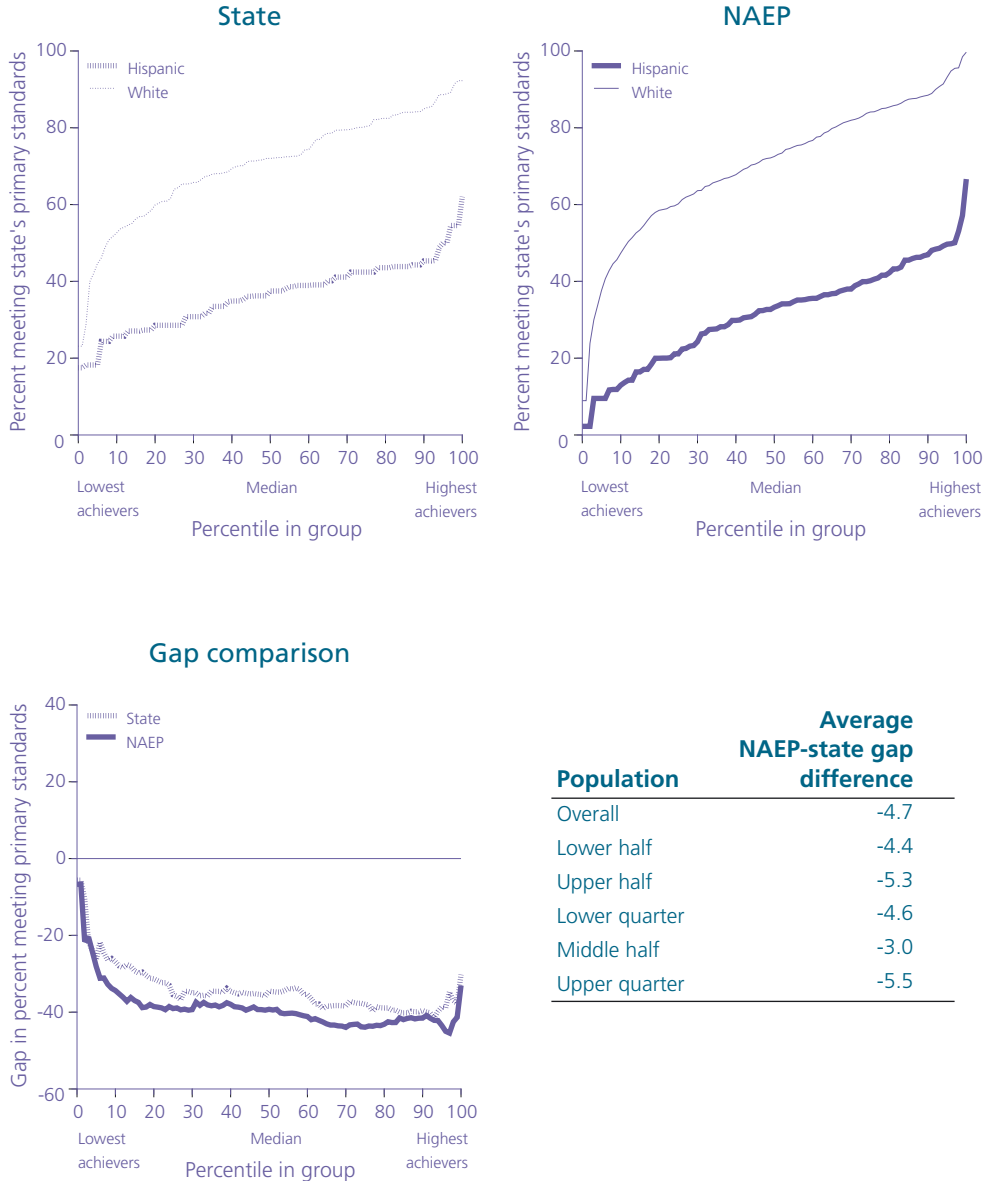 State
Percent meeting state's primary standards
100
80
60
40
20
0
Hispanic
White
0 10 20 30 40 50 60 70 80 90 100
Lowest achievers
Median
Highest achievers
Percentile in group
NAEP
Percent meeting state's primary standards
100
80
60
40
20
0
Hispanic
White
0 10 20 30 40 50 60 70 80 90 100
Lowest achievers
Median
Highest achievers
Percentile in group
Gap comparison
Gap in percent meeting primary standards
40
20
0
-20
-40
-60
State
NAEP
0 10 20 30 40 50 60 70 80 90 100
Lowest achievers
Median
Highest achievers
Percentile in group
Average
NAEP-state gap
Population difference
Overall -4.7
Lower half -4.4
Upper half -5.3
Lower quarter -4.6
Middle half -3.0
Upper quarter -5.5